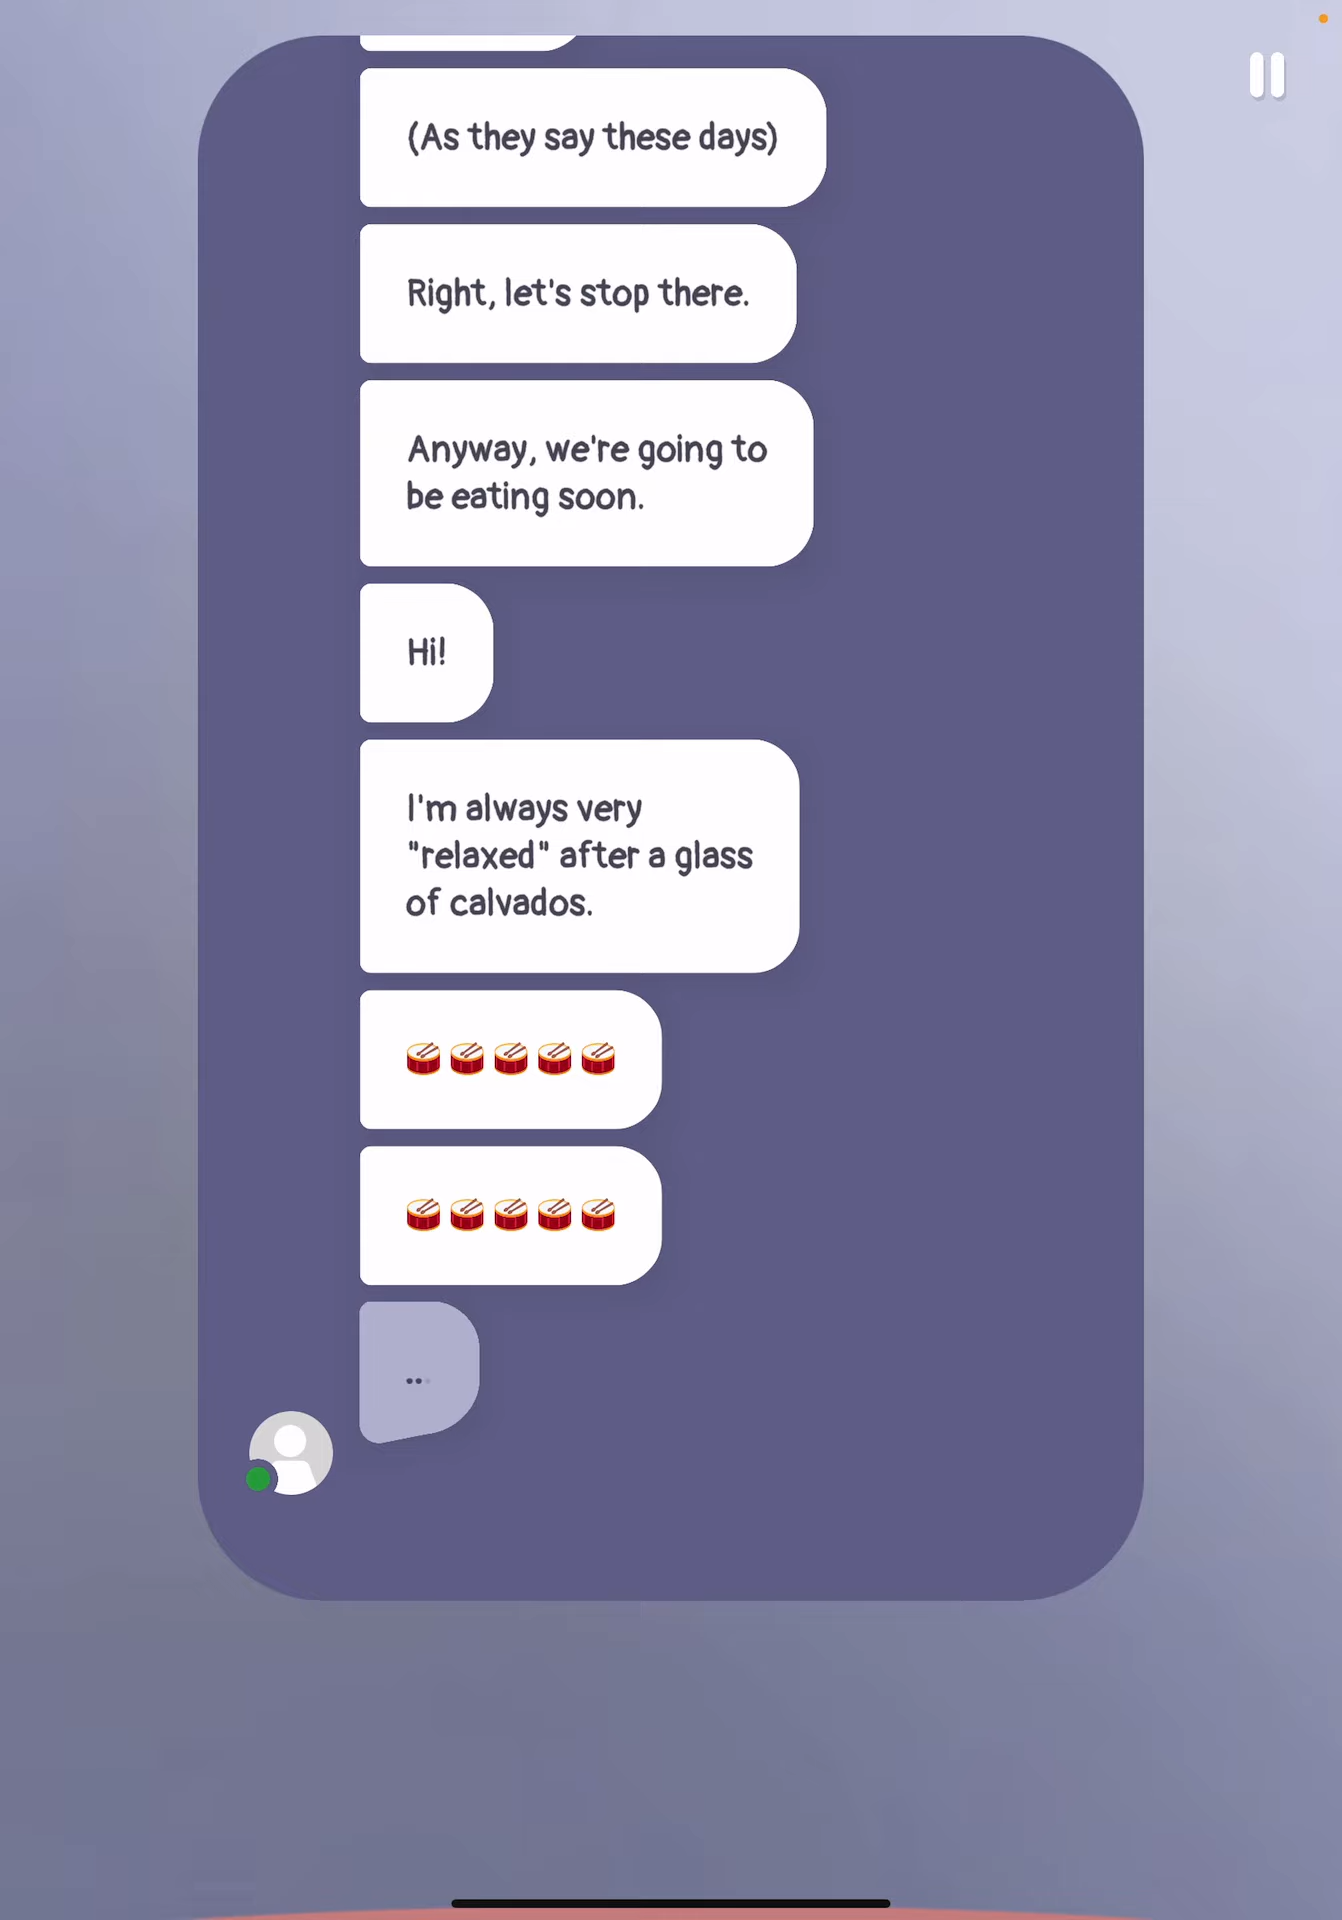 (As they say these days)
Right, let's stop there.
Anyway, we're going to
be eating soon.
Hi!
I'm always very
"relaxed" after a glass
of calvados.
🥁🥁🥁🥁🥁
🥁🥁🥁🥁🥁
...